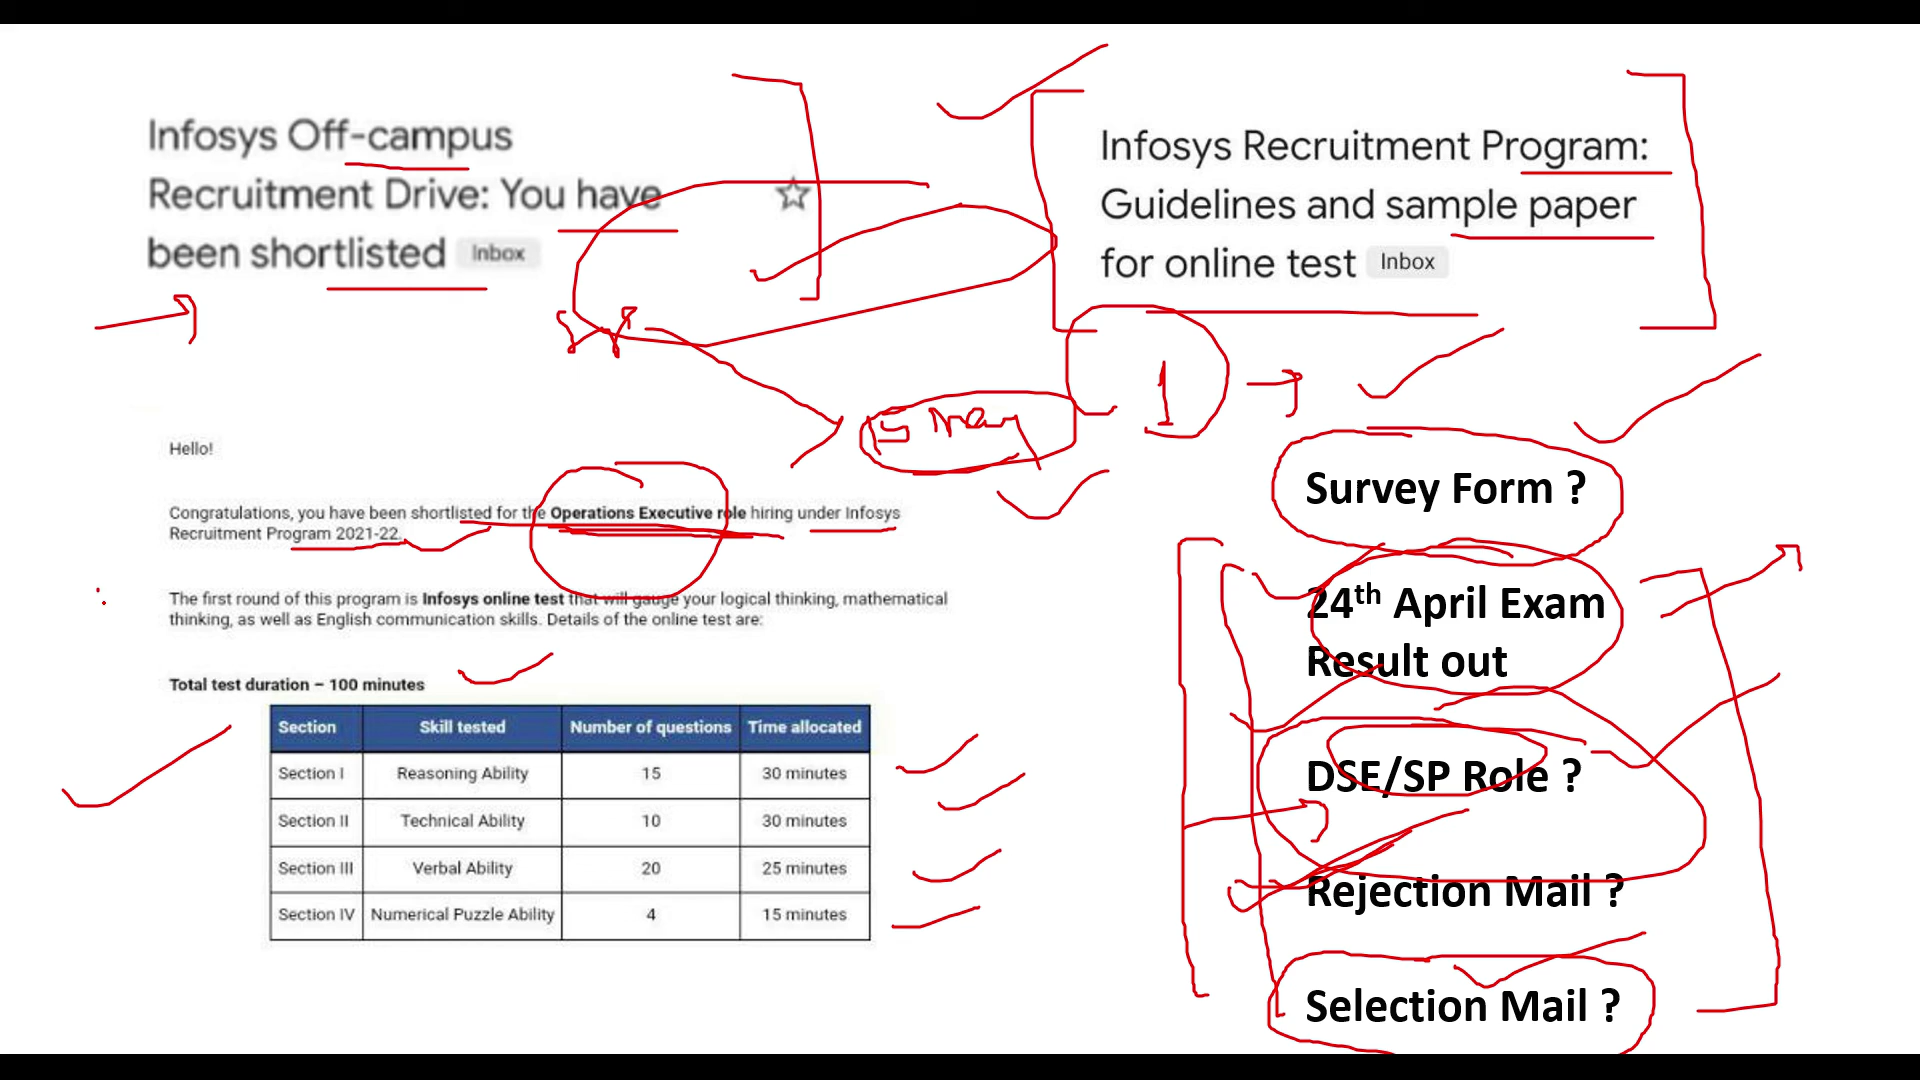 Infosys Off-campus
Recruitment Drive: You have
been shortlisted Inbox
Infosys Recruitment Program:
Guidelines and sample paper
for online test Inbox
1
15 May
Hello!
Congratulations, you have been shortlisted for the Operations Executive role hiring under Infosys
Recruitment Program 2021-22.
The first round of this program is Infosys online test that will gauge your logical thinking, mathematical
thinking, as well as English communication skills. Details of the online test are:
Total test duration – 100 minutes
Section Skill tested Number of questions Time allocated
Section I Reasoning Ability 15 30 minutes
Section II Technical Ability 10 30 minutes
Section III Verbal Ability 20 25 minutes
Section IV Numerical Puzzle Ability 4 15 minutes
Survey Form ?
24th April Exam
Result out
DSE/SP Role ?
Rejection Mail ?
Selection Mail ?